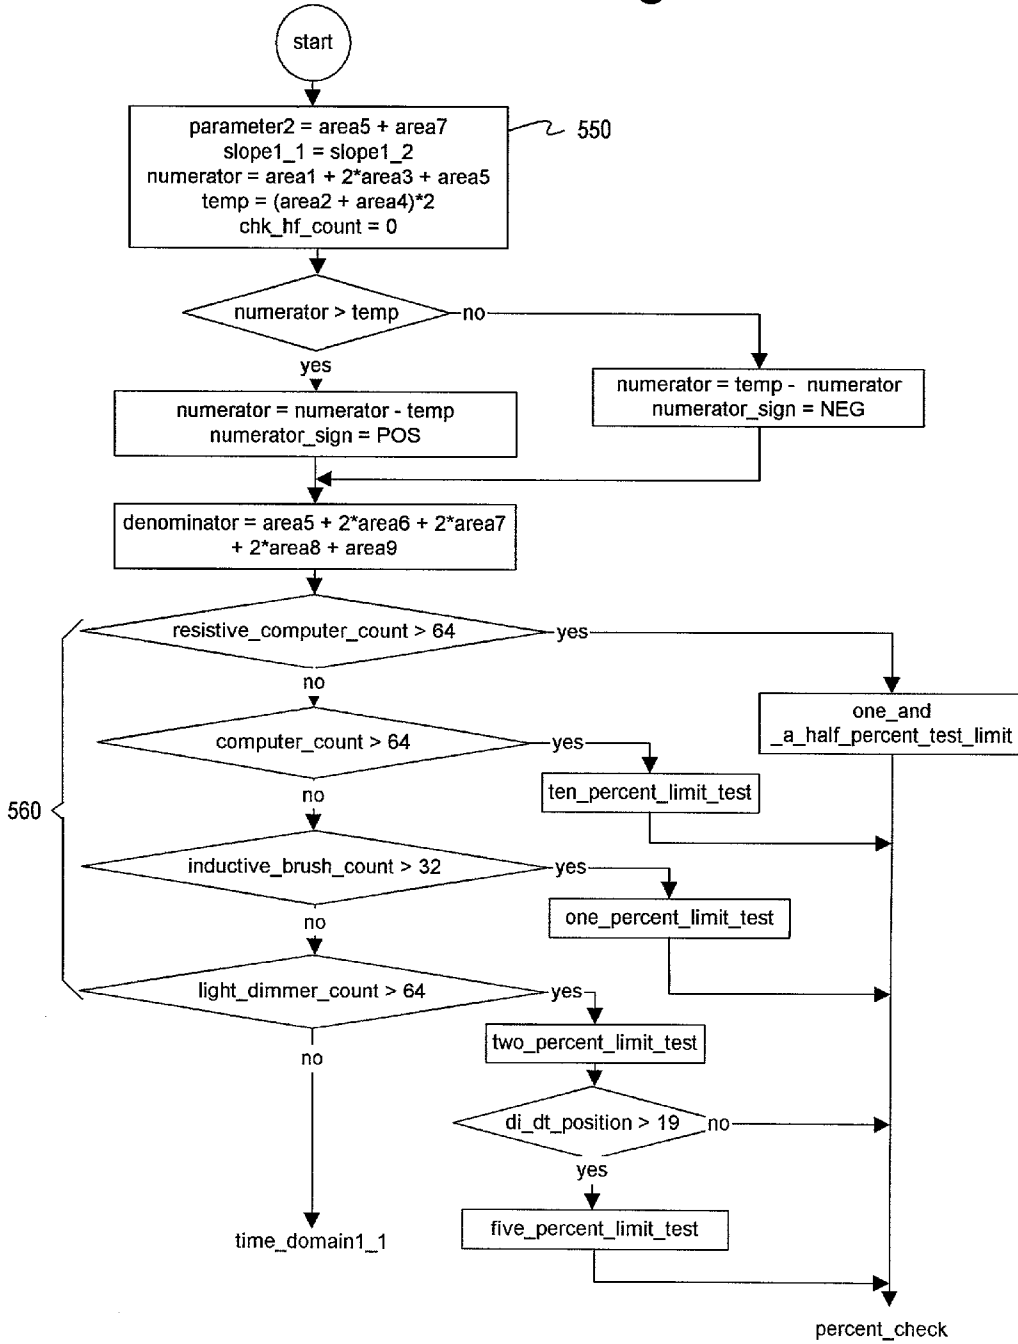 start
parameter2 = area5 + area7
slope1_1 = slope1_2
numerator = area1 + 2*area3 + area5
temp = (area2 + area4)*2
chk_hf_count = 0
550
numerator > temp
no
yes
numerator = temp - numerator
numerator_sign = NEG
numerator = numerator - temp
numerator_sign = POS
denominator = area5 + 2*area6 + 2*area7
+ 2*area8 + area9
resistive_computer_count > 64
yes
no
one_and
_a_half_percent_test_limit
computer_count > 64
yes
ten_percent_limit_test
no
560
inductive_brush_count > 32
yes
one_percent_limit_test
no
light_dimmer_count > 64
yes
two_percent_limit_test
no
di_dt_position > 19
no
yes
five_percent_limit_test
time_domain1_1
percent_check